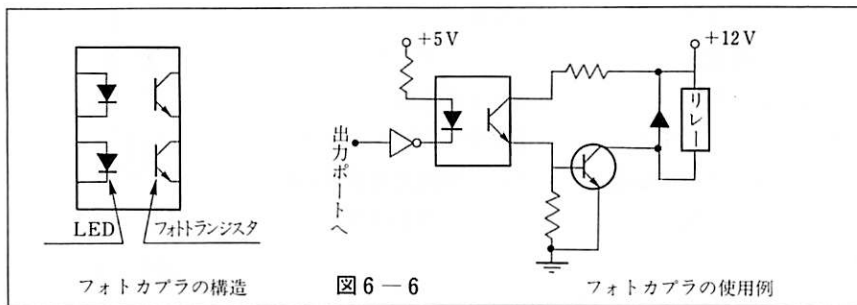 +5V
+12V
リレー
出力ポートへ
LED
フォトトランジスタ
フォトカプラの構造
図6-6
フォトカプラの使用例